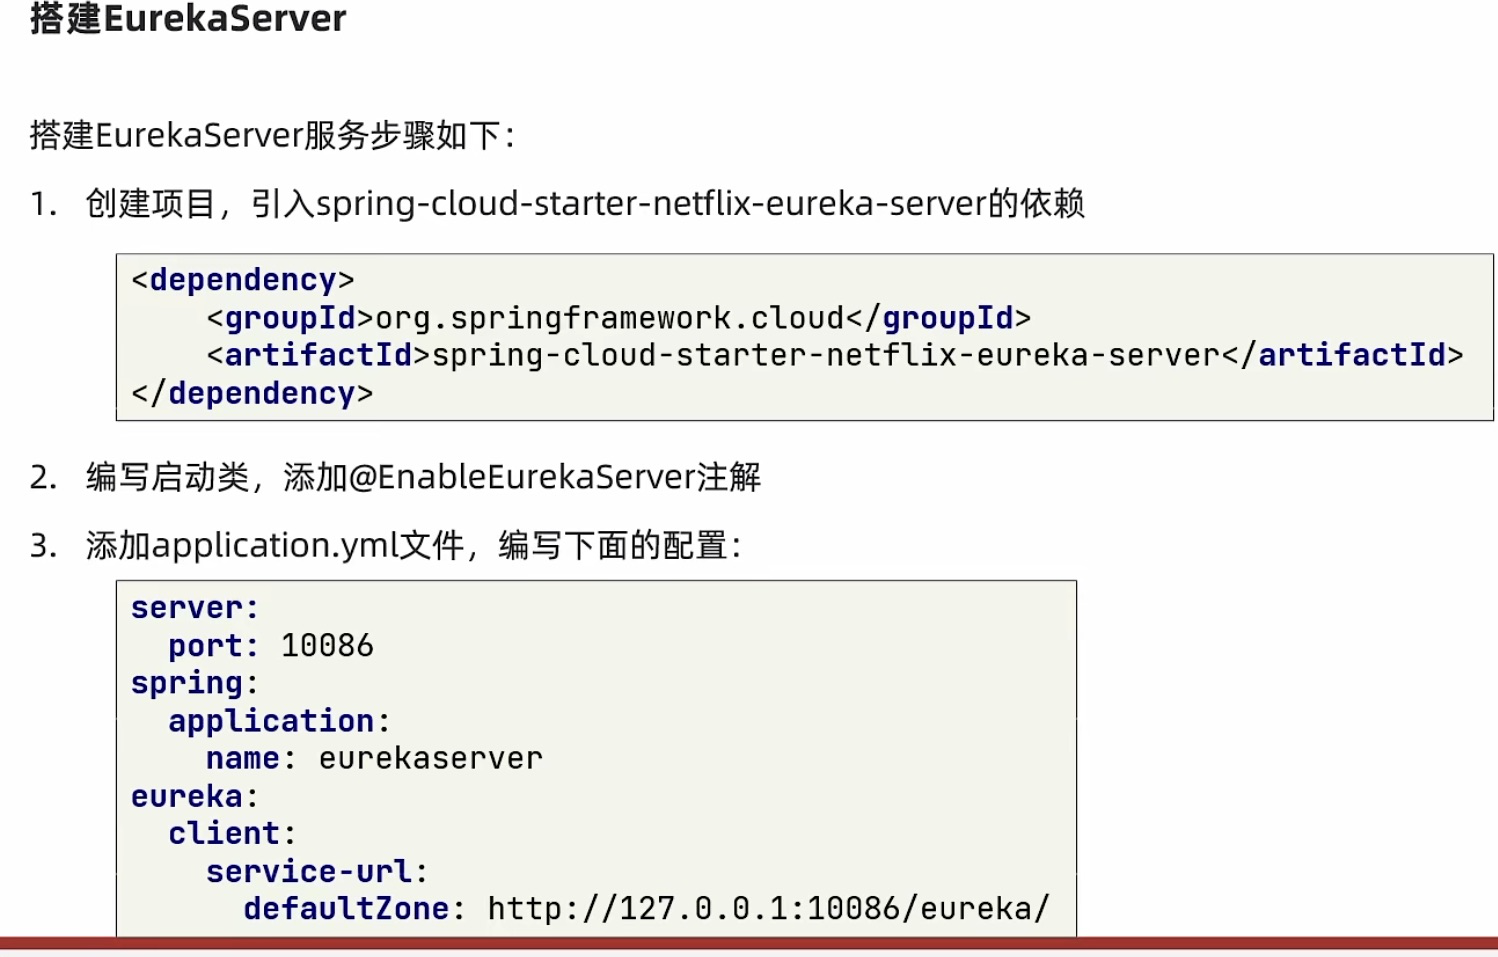 搭建EurekaServer
搭建EurekaServer服务步骤如下：
1. 创建项目，引入spring-cloud-starter-netflix-eureka-server的依赖
<dependency>
    <groupId>org.springframework.cloud</groupId>
    <artifactId>spring-cloud-starter-netflix-eureka-server</artifactId>
</dependency>
2. 编写启动类，添加@EnableEurekaServer注解
3. 添加application.yml文件，编写下面的配置：
server:
  port: 10086
spring:
  application:
    name: eurekaserver
eureka:
  client:
    service-url:
      defaultZone: http://127.0.0.1:10086/eureka/